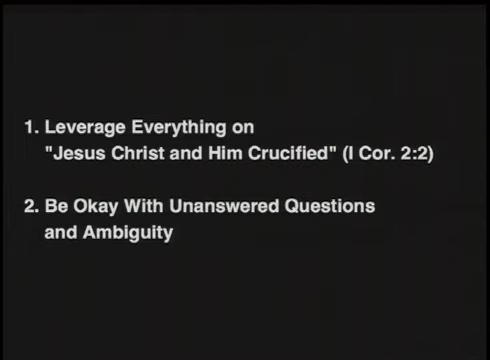 1. Leverage Everything on
"Jesus Christ and Him Crucified" (I Cor. 2:2)
2. Be Okay With Unanswered Questions
and Ambiguity